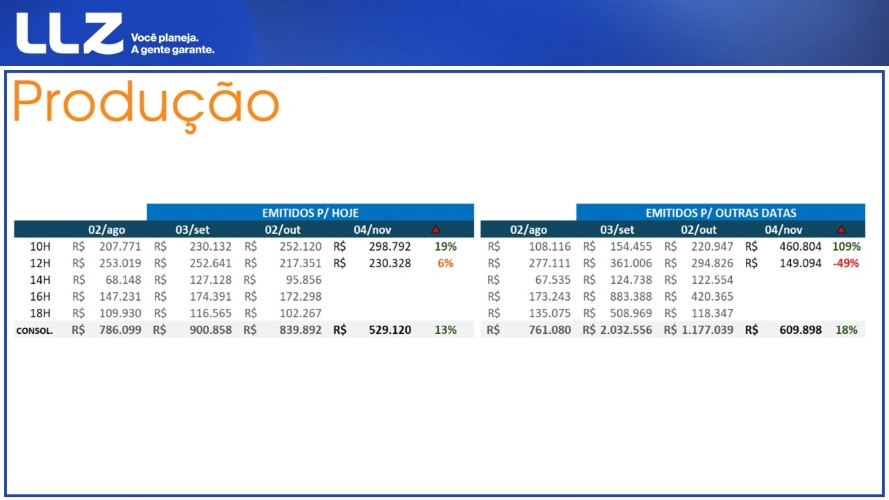 LLZ Você planeja.
A gente garante.
Produção
EMITIDOS P/ HOJE EMITIDOS P/ OUTRAS DATAS
02/ago 03/set 02/out 04/nov 02/ago 03/set 02/out 04/nov
10H R$ 207.771 R$ 230.132 R$ 252.120 R$ 298.792 19% R$ 108.116 R$ 154.455 R$ 220.947 R$ 460.804 109%
12H R$ 253.019 R$ 252.641 R$ 217.351 R$ 230.328 6% R$ 277.111 R$ 361.006 R$ 294.826 R$ 149.094 -49%
14H R$ 68.148 R$ 127.128 R$ 95.856 R$ 67.535 R$ 124.738 R$ 122.554
16H R$ 147.231 R$ 174.391 R$ 172.298 R$ 173.243 R$ 883.388 R$ 420.365
18H R$ 109.930 R$ 116.565 R$ 102.267 R$ 135.075 R$ 508.969 R$ 118.347
CONSOL. R$ 786.099 R$ 900.858 R$ 839.892 R$ 529.120 13% R$ 761.080 R$ 2.032.556 R$ 1.177.039 R$ 609.898 18%